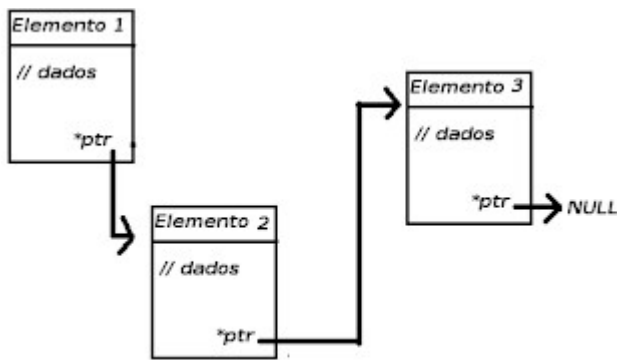 Elemento 1
// dados
*ptr
Elemento 2
// dados
*ptr
Elemento 3
// dados
*ptr
NULL